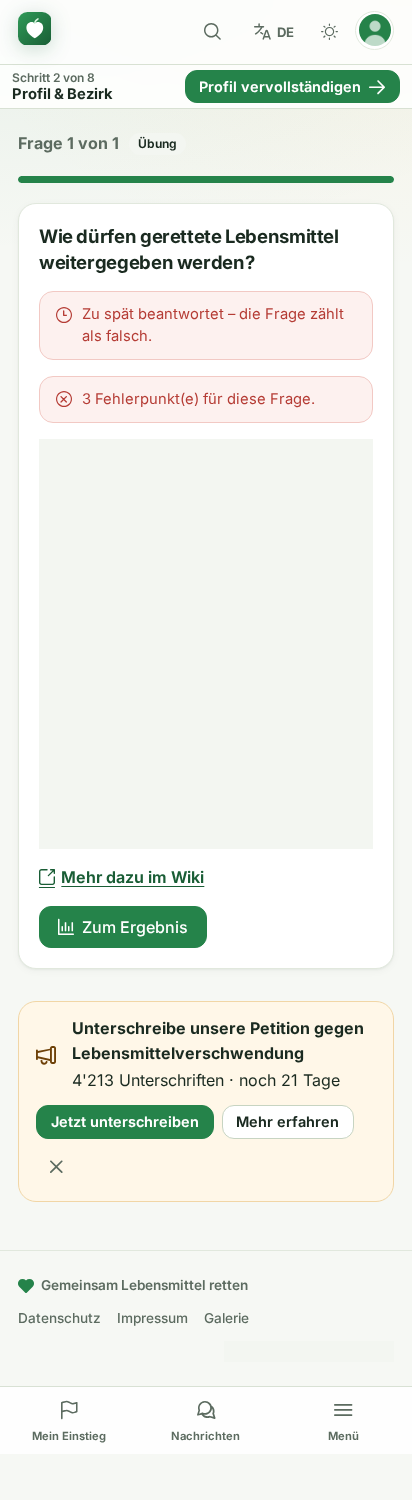 DE
Schritt 2 von 8
Profil & Bezirk
Profil vervollständigen
Frage 1 von 1 Übung
Wie dürfen gerettete Lebensmittel
weitergegeben werden?
Zu spät beantwortet – die Frage zählt
als falsch.
3 Fehlerpunkt(e) für diese Frage.
Mehr dazu im Wiki
Zum Ergebnis
Unterschreibe unsere Petition gegen
Lebensmittelverschwendung
4'213 Unterschriften · noch 21 Tage
Jetzt unterschreiben Mehr erfahren
Gemeinsam Lebensmittel retten
Datenschutz Impressum Galerie
Mein Einstieg Nachrichten Menü